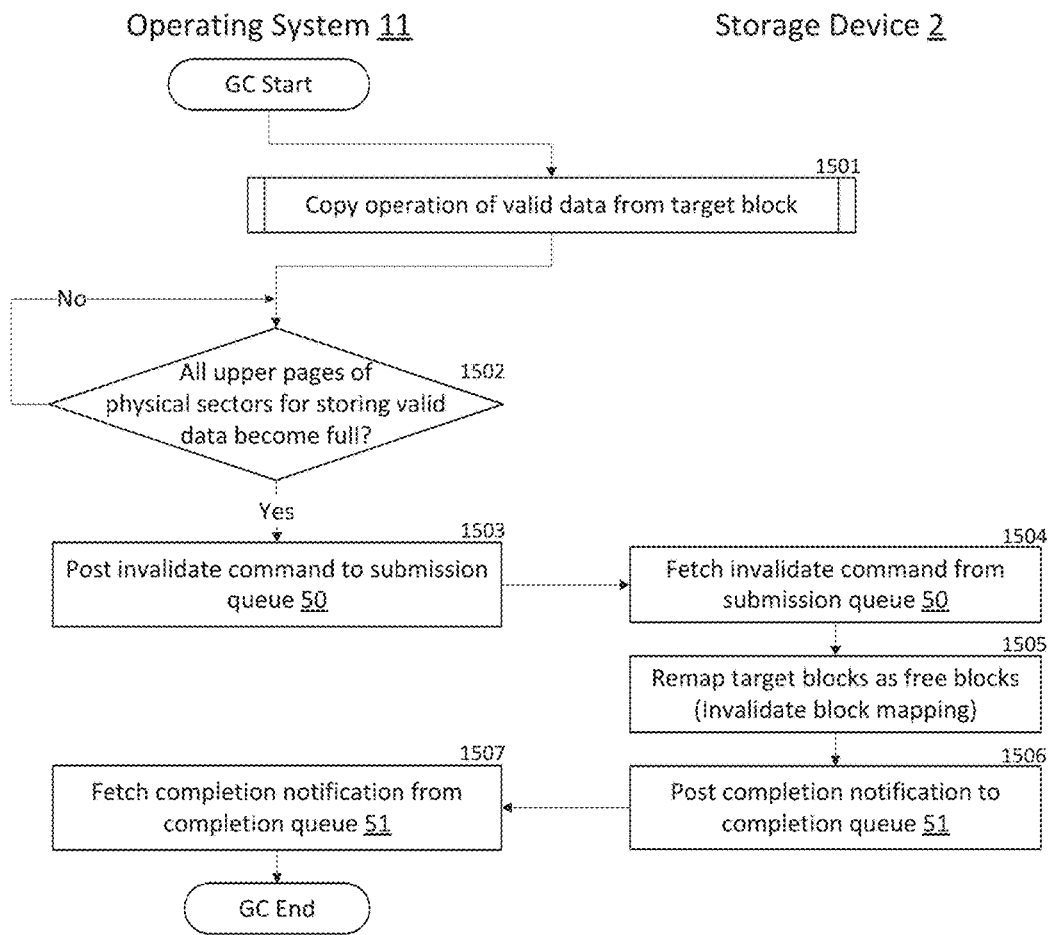 Operating System 11
Storage Device 2
GC Start
1501
Copy operation of valid data from target block
No
1502
All upper pages of
physical sectors for storing valid
data become full?
Yes
1503
Post invalidate command to submission
queue 50
1504
Fetch invalidate command from
submission queue 50
1505
Remap target blocks as free blocks
(Invalidate block mapping)
1507
Fetch completion notification from
completion queue 51
1506
Post completion notification to
completion queue 51
GC End